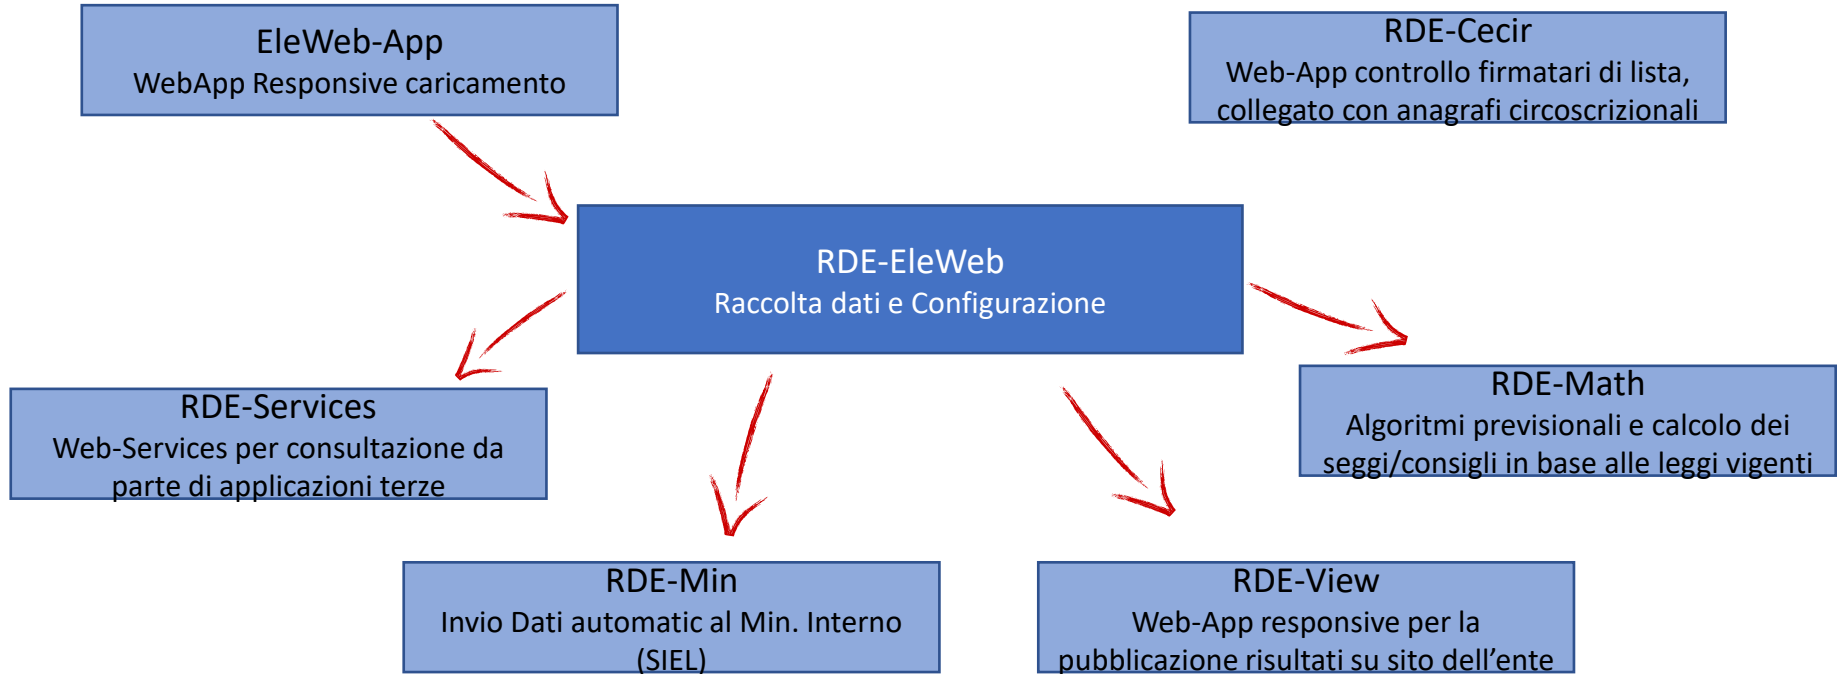 EleWeb-App
WebApp Responsive caricamento
RDE-Cecir
Web-App controllo firmatari di lista,
collegato con anagrafi circoscrizionali
RDE-EleWeb
Raccolta dati e Configurazione
RDE-Services
Web-Services per consultazione da
parte di applicazioni terze
RDE-Math
Algoritmi previsionali e calcolo dei
seggi/consigli in base alle leggi vigenti
RDE-Min
Invio Dati automatic al Min. Interno
(SIEL)
RDE-View
Web-App responsive per la
pubblicazione risultati su sito dell’ente